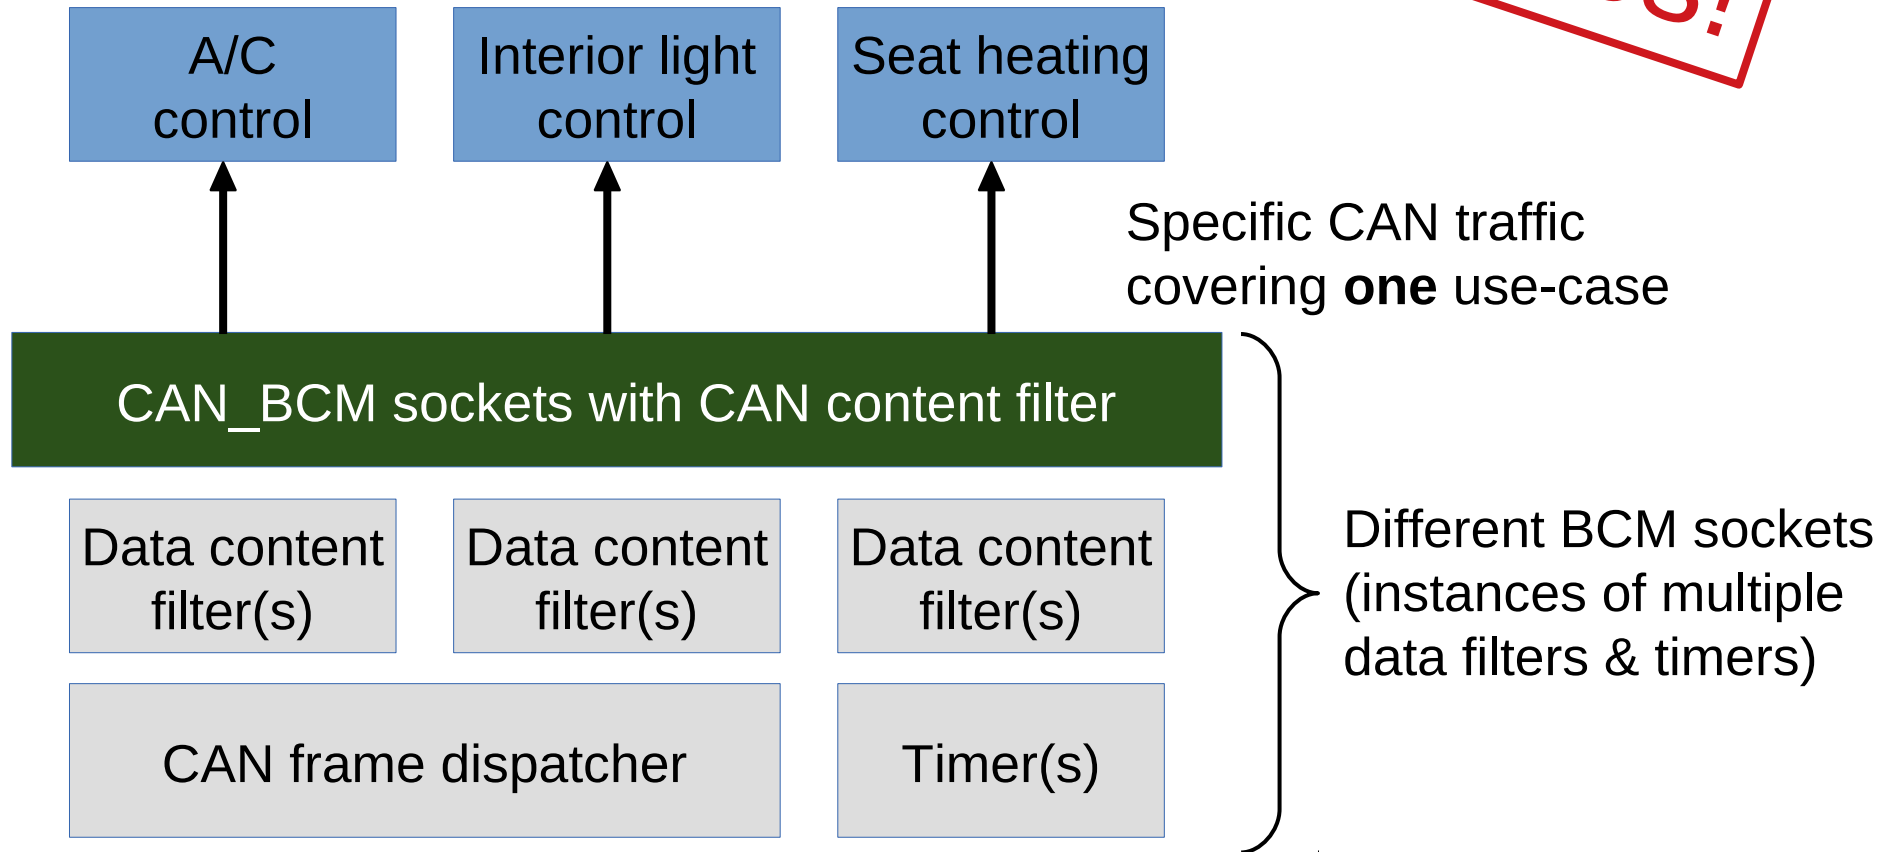 A/C
control
Interior light
control
Seat heating
control
Specific CAN traffic
covering one use-case
CAN_BCM sockets with CAN content filter
Data content
filter(s)
Data content
filter(s)
Data content
filter(s)
Different BCM sockets
(instances of multiple
data filters & timers)
CAN frame dispatcher
Timer(s)